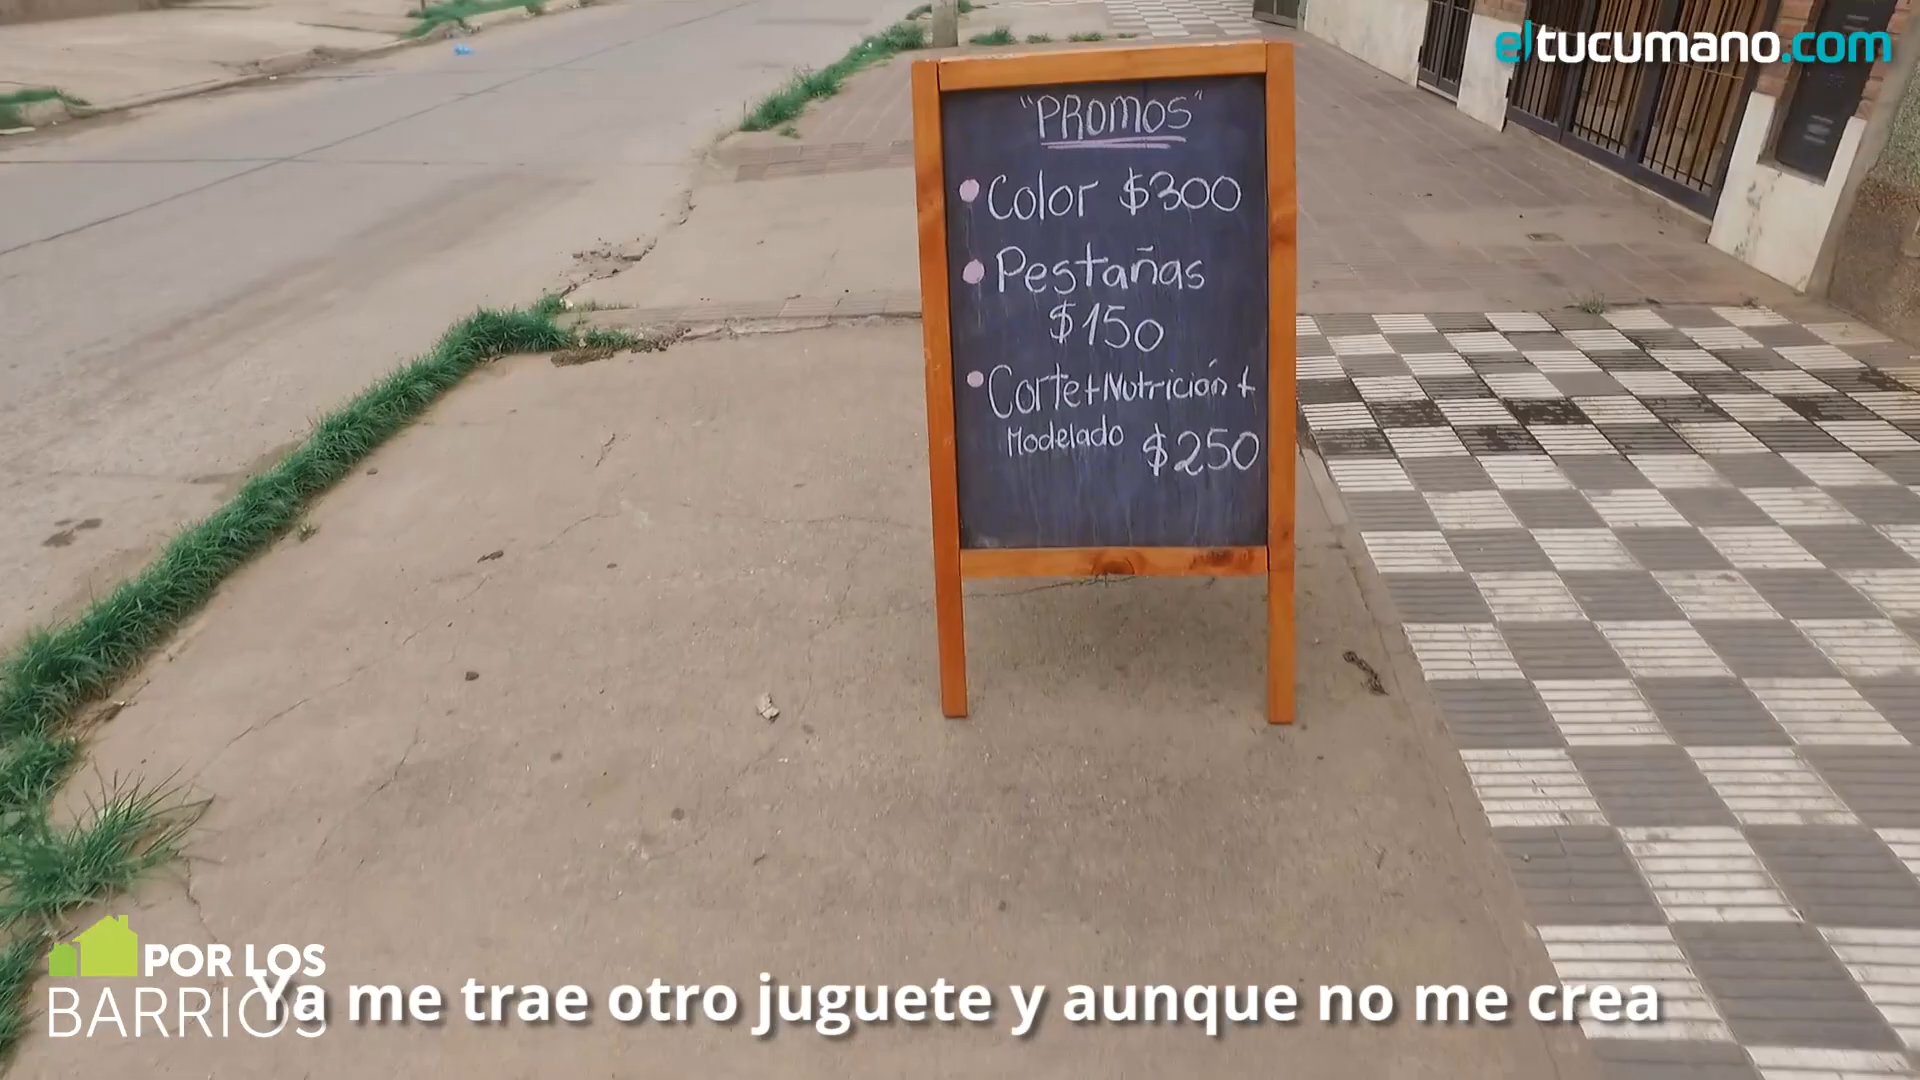 eltucumano.com
"PROMOS"
Color $300
Pestañas
$150
Corte+Nutrición+
Modelado $250
POR LOS
BARRIOS
Ya me trae otro juguete y aunque no me crea